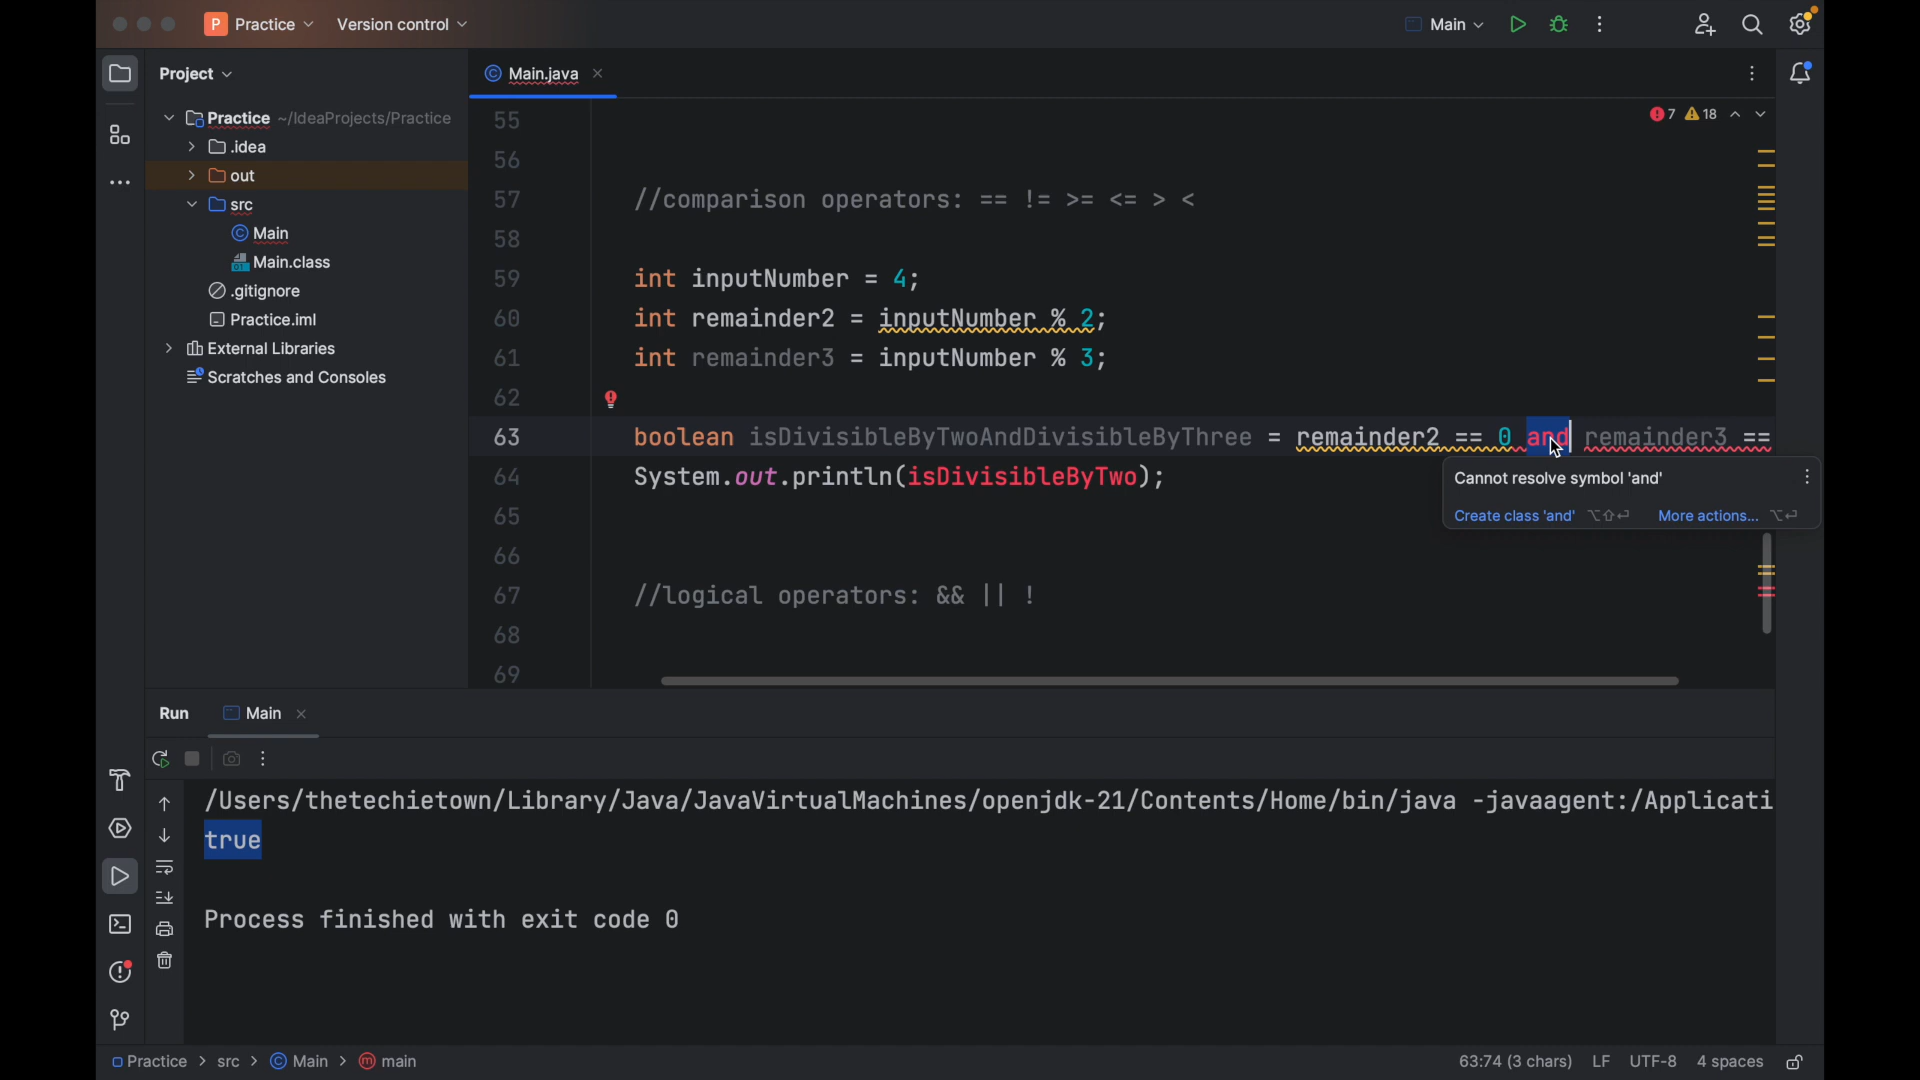 P Practice Version control Main
Project Main.java
Practice ~/IdeaProjects/Practice
.idea
out
src
Main
Main.class
.gitignore
Practice.iml
External Libraries
Scratches and Consoles
7 18
55
56
57 //comparison operators: == != >= <= > <
58
59 int inputNumber = 4;
60 int remainder2 = inputNumber % 2;
61 int remainder3 = inputNumber % 3;
62
63 boolean isDivisibleByTwoAndDivisibleByThree = remainder2 == 0 and remainder3 ==
64 System.out.println(isDivisibleByTwo);
65
66
67 //logical operators: && || !
68
69
Cannot resolve symbol 'and'
Create class 'and' ⌥⇧⏎ More actions... ⌥⏎
Run Main
/Users/thetechietown/Library/Java/JavaVirtualMachines/openjdk-21/Contents/Home/bin/java -javaagent:/Applicati
true
Process finished with exit code 0
Practice > src > Main > main 63:74 (3 chars) LF UTF-8 4 spaces